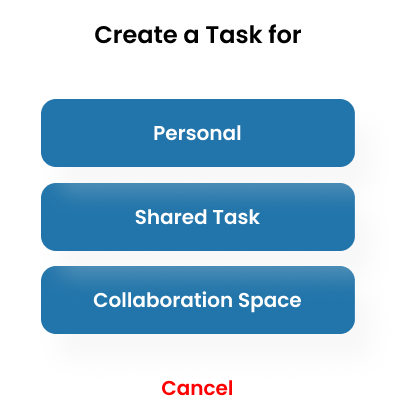 Create a Task for
Personal
Shared Task
Collaboration Space
Cancel